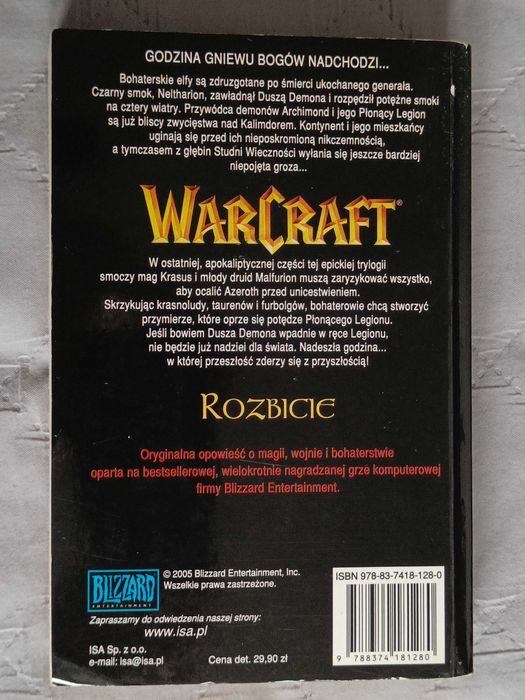 GODZINA GNIEWU BOGÓW NADCHODZI...
Bohaterskie elfy są zdruzgotane po śmierci ukochanego generała.
Czarny smok, Neltharion, zawładnął Duszą Demona i rozpędził potężne smoki
na cztery wiatry. Przywódca demonów Archimond i jego Płonący Legion
są już bliscy zwycięstwa nad Kalimdorem. Kontynent i jego mieszkańcy
uginają się przed ich nieposkromioną nikczemnością,
a tymczasem z głębin Studni Wieczności wyłania się jeszcze bardziej
niepojęta groza...
WARCRAFT®
W ostatniej, apokaliptycznej części tej epickiej trylogii
smoczy mag Krasus i młody druid Malfurion muszą zaryzykować wszystko,
aby ocalić Azeroth przed unicestwieniem.
Skrzykując krasnoludy, taurenów i furbolgów, bohaterowie chcą stworzyć
przymierze, które oprze się potędze Płonącego Legionu.
Jeśli bowiem Dusza Demona wpadnie w ręce Legionu,
nie będzie już nadziei dla świata. Nadeszła godzina...
w której przeszłość zderzy się z przyszłością!
ROZBICIE
Oryginalna opowieść o magii, wojnie i bohaterstwie
oparta na bestsellerowej, wielokrotnie nagradzanej grze komputerowej
firmy Blizzard Entertainment.
BLIZZARD
ENTERTAINMENT
© 2005 Blizzard Entertainment, Inc.
Wszelkie prawa zastrzeżone.
Zapraszamy do odwiedzenia naszej strony:
www.isa.pl
ISA Sp. z o.o.
e-mail: isa@isa.pl
Cena det. 29,90 zł
ISBN 978-83-7418-128-0
9 788374 181280